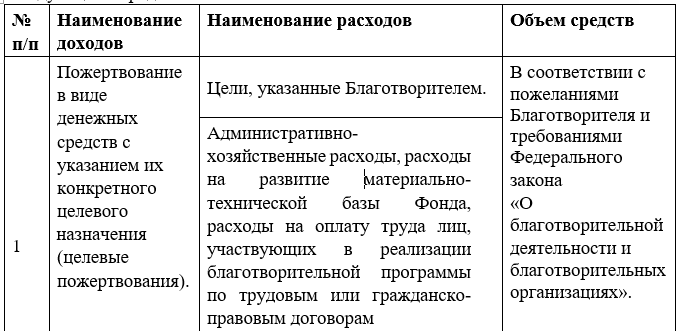 № п/п
Наименование доходов
Наименование расходов
Объем средств
1
Пожертвование
в виде
денежных
средств с
указанием их
конкретного
целевого
назначения
(целевые
пожертвования).
Цели, указанные Благотворителем.
Административно-
хозяйственные расходы, расходы
на развитие материально-
технической базы Фонда,
расходы на оплату труда лиц,
участвующих в реализации
благотворительной программы
по трудовым или гражданско-
правовым договорам
В соответствии с
пожеланиями
Благотворителя и
требованиями
Федерального
закона
«О
благотворительной
деятельности и
благотворительных
организациях».